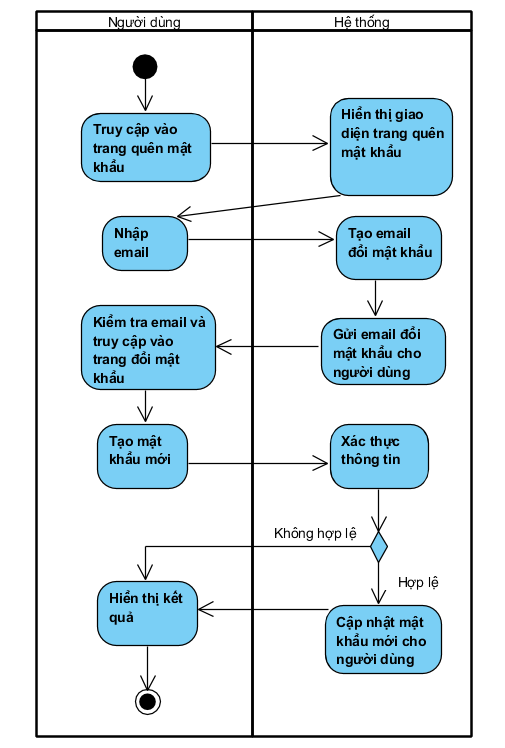 Người dùng
Hệ thống
Truy cập vào
trang quên mật
khẩu
Hiển thị giao
diện trang quên
mật khẩu
Nhập
email
Tạo email
đổi mật khẩu
Gửi email đổi
mật khẩu cho
người dùng
Kiểm tra email và
truy cập vào
trang đổi mật
khẩu
Tạo mật
khẩu mới
Xác thực
thông tin
Không hợp lệ
Hợp lệ
Hiển thị kết
quả
Cập nhật mật
khẩu mới cho
người dùng